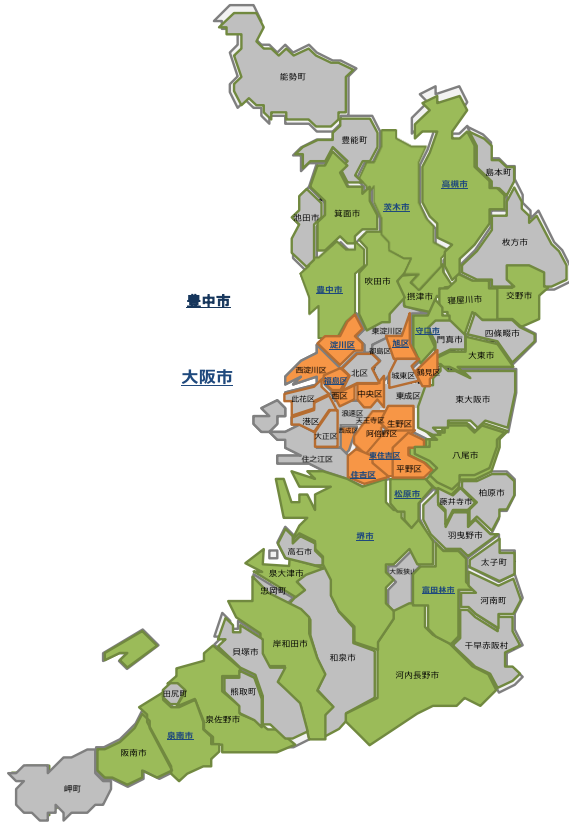 能勢町
豊能町
島本町
高槻市
茨木市
箕面市
池田市
枚方市
吹田市
豊中市
摂津市
寝屋川市
交野市
豊中市
東淀川区
守口市
四條畷市
門真市
淀川区
旭区
都島区
大東市
西淀川区
北区
城東区
鶴見区
大阪市
福島区
此花区
西区
中央区
東成区
東大阪市
浪速区
港区
天王寺区
生野区
大正区
西成区
阿倍野区
東住吉区
八尾市
住之江区
平野区
住吉区
松原市
藤井寺市
柏原市
堺市
羽曳野市
高石市
太子町
泉大津市
大阪狭山
忠岡町
富田林市
河南町
岸和田市
千早赤阪村
貝塚市
和泉市
河内長野市
田尻町
熊取町
泉佐野市
泉南市
阪南市
岬町